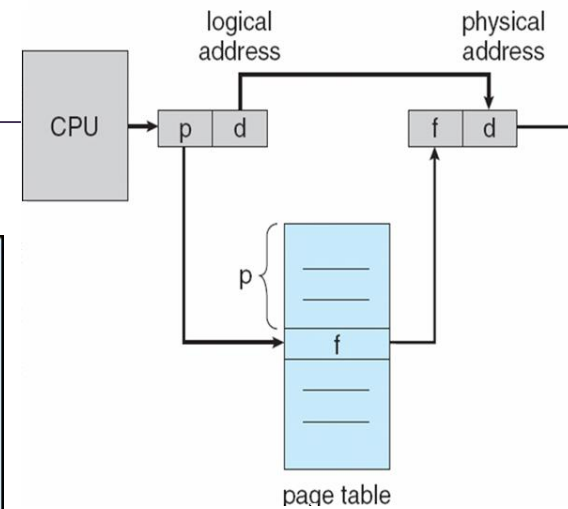 logical
address
physical
address
CPU
p d
f d
p
f
page table